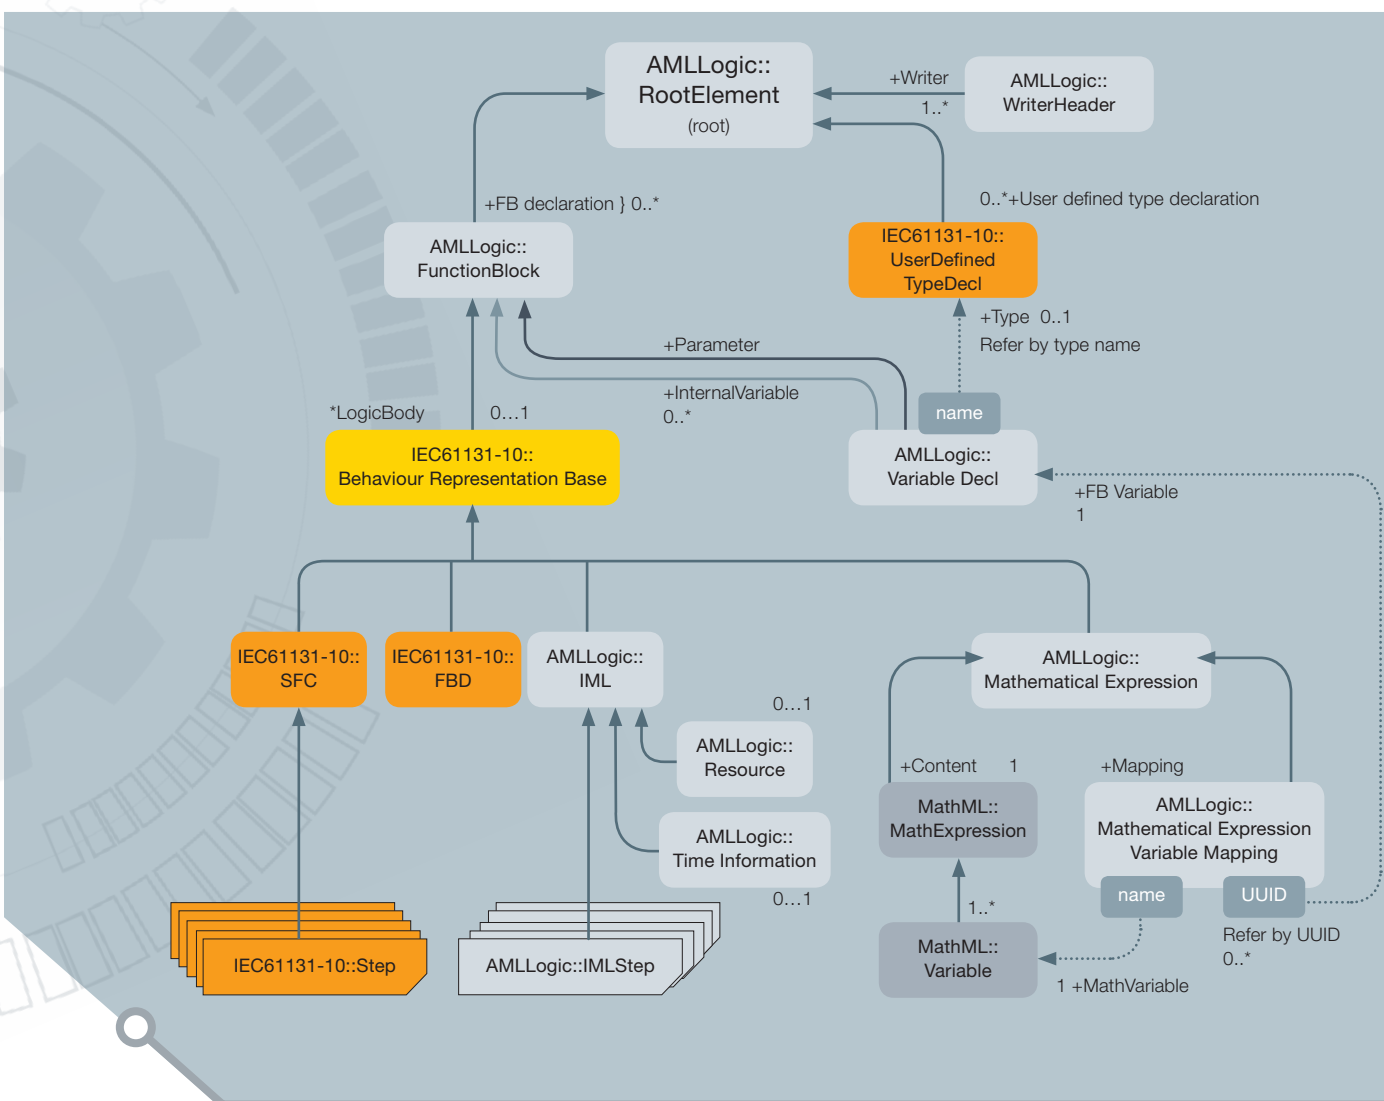 AMLLogic::
RootElement
(root)
+Writer
1..*
AMLLogic::
WriterHeader
+FB declaration } 0..*
0..*+User defined type declaration
AMLLogic::
FunctionBlock
IEC61131-10::
UserDefined
TypeDecl
+Type 0..1
Refer by type name
+Parameter
+InternalVariable
0..*
name
*LogicBody
0...1
IEC61131-10::
Behaviour Representation Base
AMLLogic::
Variable Decl
+FB Variable
1
IEC61131-10::
SFC
IEC61131-10::
FBD
AMLLogic::
IML
AMLLogic::
Mathematical Expression
0...1
AMLLogic::
Resource
AMLLogic::
Time Information
0...1
+Content 1
MathML::
MathExpression
+Mapping
AMLLogic::
Mathematical Expression
Variable Mapping
name
UUID
1..*
Refer by UUID
0..*
MathML::
Variable
1 +MathVariable
IEC61131-10::Step
AMLLogic::IMLStep